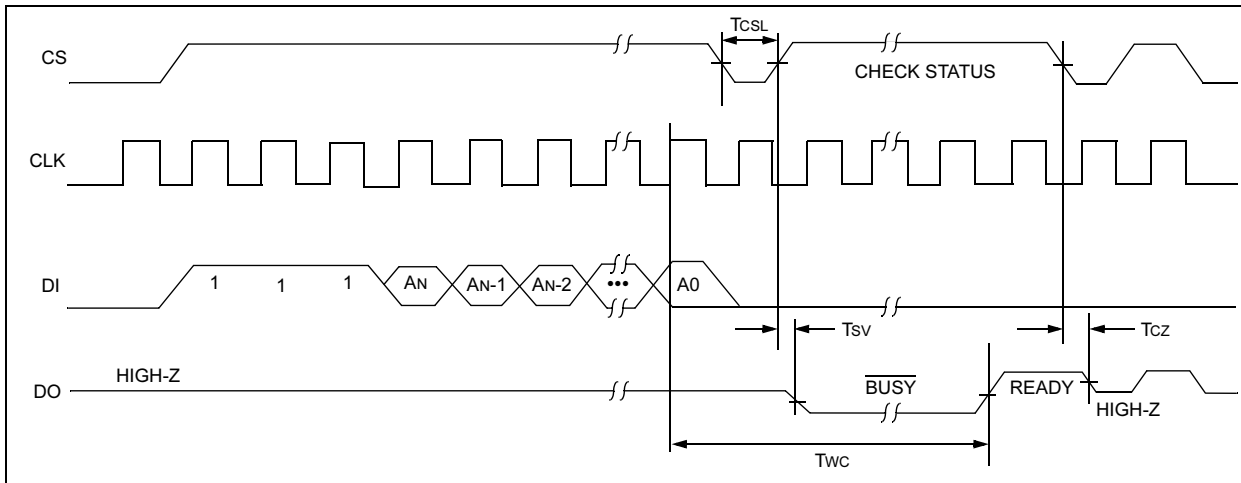 TCSL
CS
CHECK STATUS
CLK
DI
1 1 1 AN AN-1 AN-2 ••• A0
TSV
TCZ
DO
HIGH-Z
BUSY
READY
HIGH-Z
TWC